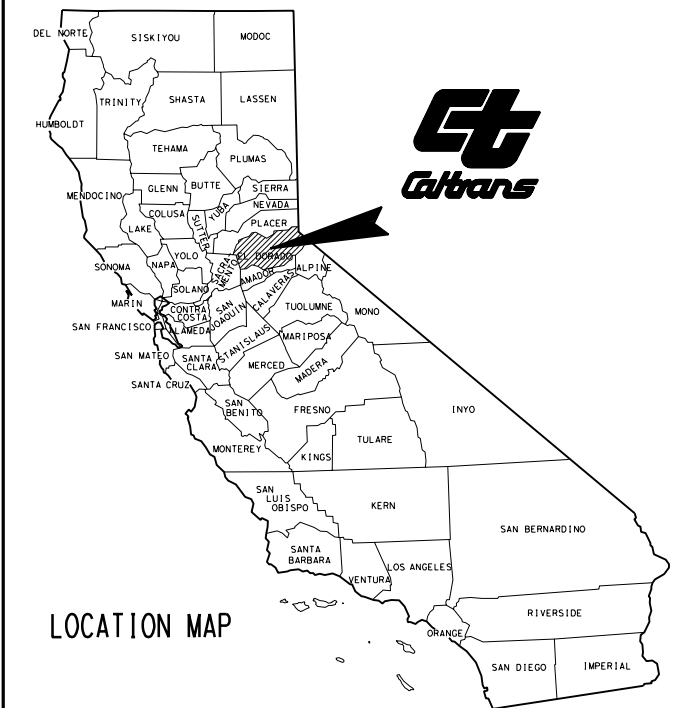 DEL NORTE
SISKIYOU
MODOC
TRINITY
SHASTA
LASSEN
HUMBOLDT
TEHAMA
PLUMAS
Caltrans
MENDOCINO
GLENN
BUTTE
SIERRA
NEVADA
YUBA
COLUSA
SUTTER
PLACER
LAKE
EL DORADO
YOLO
SONOMA
NAPA
SACRA
MENTO
ALPINE
AMADOR
SOLANO
CALAVERAS
MARIN
CONTRA
COSTA
SAN
JOAQUIN
TUOLUMNE
MONO
SAN FRANCISCO
ALAMEDA
STANISLAUS
MARIPOSA
SAN MATEO
SANTA
CLARA
MERCED
MADERA
SANTA CRUZ
SAN
BENITO
FRESNO
INYO
TULARE
MONTEREY
KINGS
SAN
LUIS
OBISPO
KERN
SAN BERNARDINO
SANTA
BARBARA
VENTURA
LOS ANGELES
LOCATION MAP
RIVERSIDE
ORANGE
SAN DIEGO
IMPERIAL